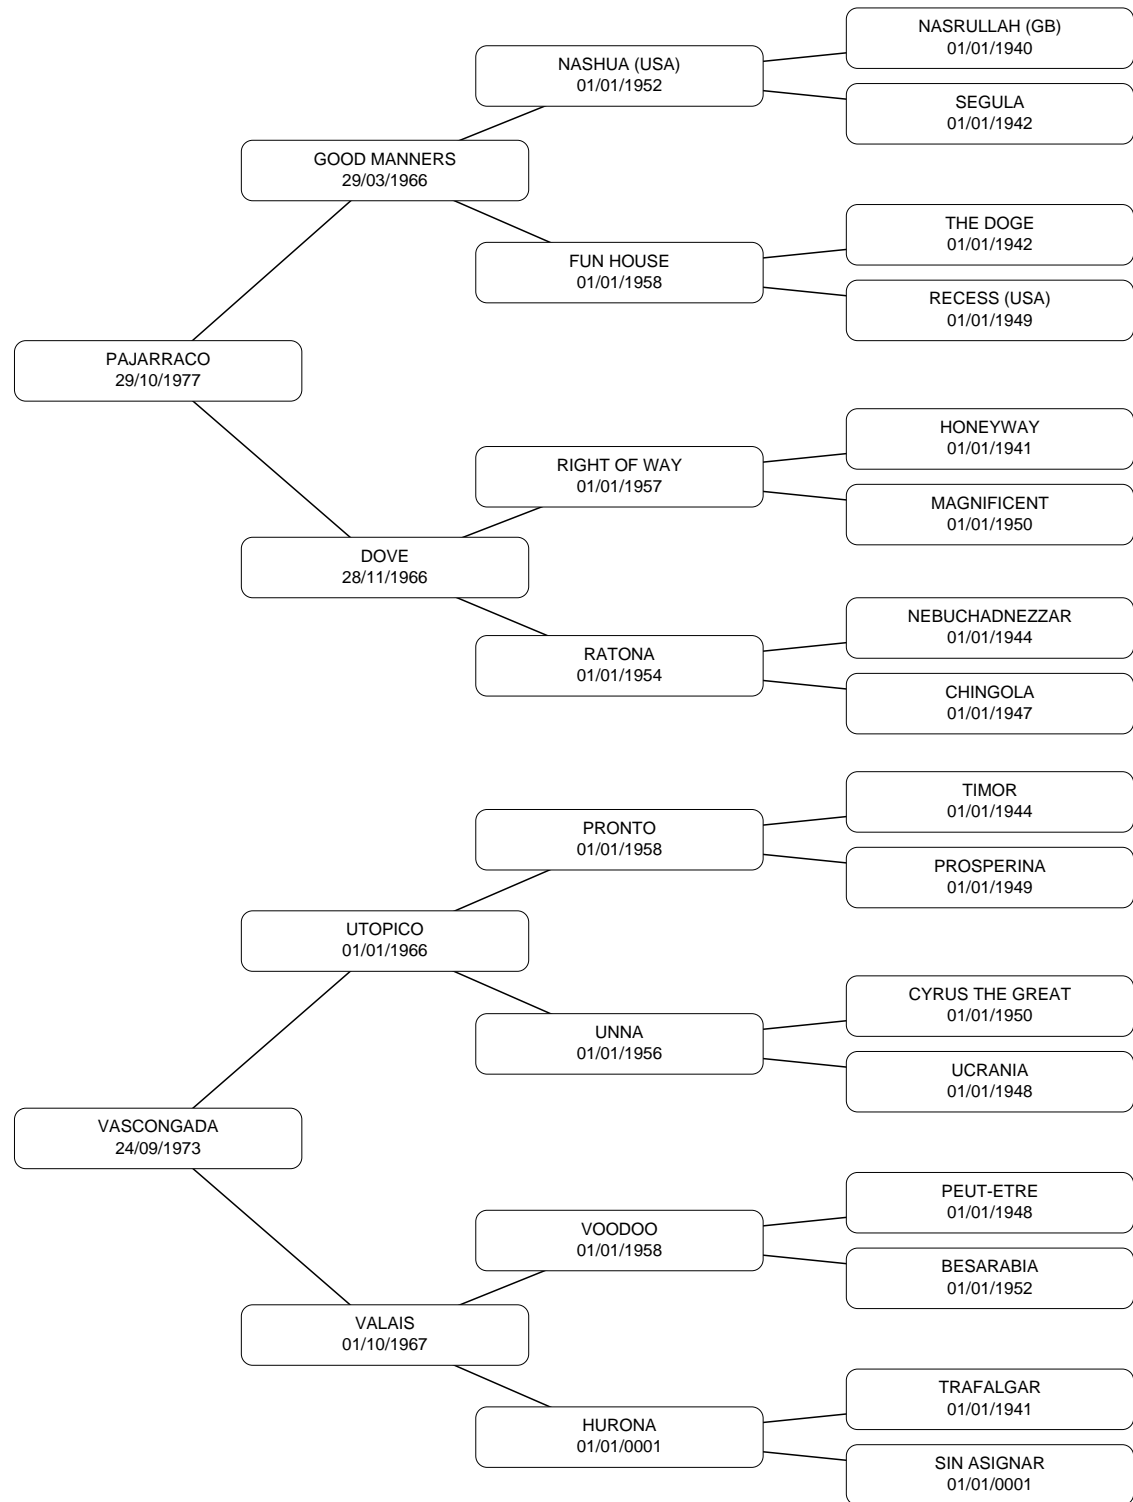 NASRULLAH (GB)
01/01/1940
NASHUA (USA)
01/01/1952
SEGULA
01/01/1942
GOOD MANNERS
29/03/1966
THE DOGE
01/01/1942
FUN HOUSE
01/01/1958
RECESS (USA)
01/01/1949
PAJARRACO
29/10/1977
HONEYWAY
01/01/1941
RIGHT OF WAY
01/01/1957
MAGNIFICENT
01/01/1950
DOVE
28/11/1966
NEBUCHADNEZZAR
01/01/1944
RATONA
01/01/1954
CHINGOLA
01/01/1947
TIMOR
01/01/1944
PRONTO
01/01/1958
PROSPERINA
01/01/1949
UTOPICO
01/01/1966
CYRUS THE GREAT
01/01/1950
UNNA
01/01/1956
UCRANIA
01/01/1948
VASCONGADA
24/09/1973
PEUT-ETRE
01/01/1948
VOODOO
01/01/1958
BESARABIA
01/01/1952
VALAIS
01/10/1967
TRAFALGAR
01/01/1941
HURONA
01/01/0001
SIN ASIGNAR
01/01/0001